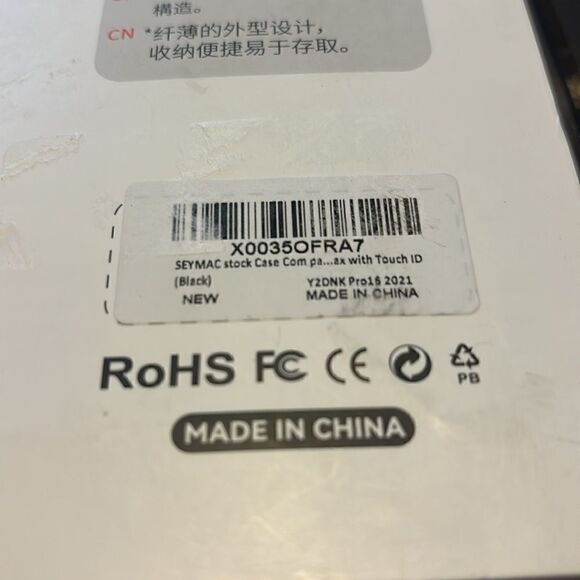 構造。
CN *纤薄的外型设计，
收纳便捷易于存取。
X0035OFRA7
SEYMAC stock Case Com pa...ax with Touch ID
(Black) Y2DNK Pro16 2021
NEW MADE IN CHINA
RoHS FC CE
PB
MADE IN CHINA